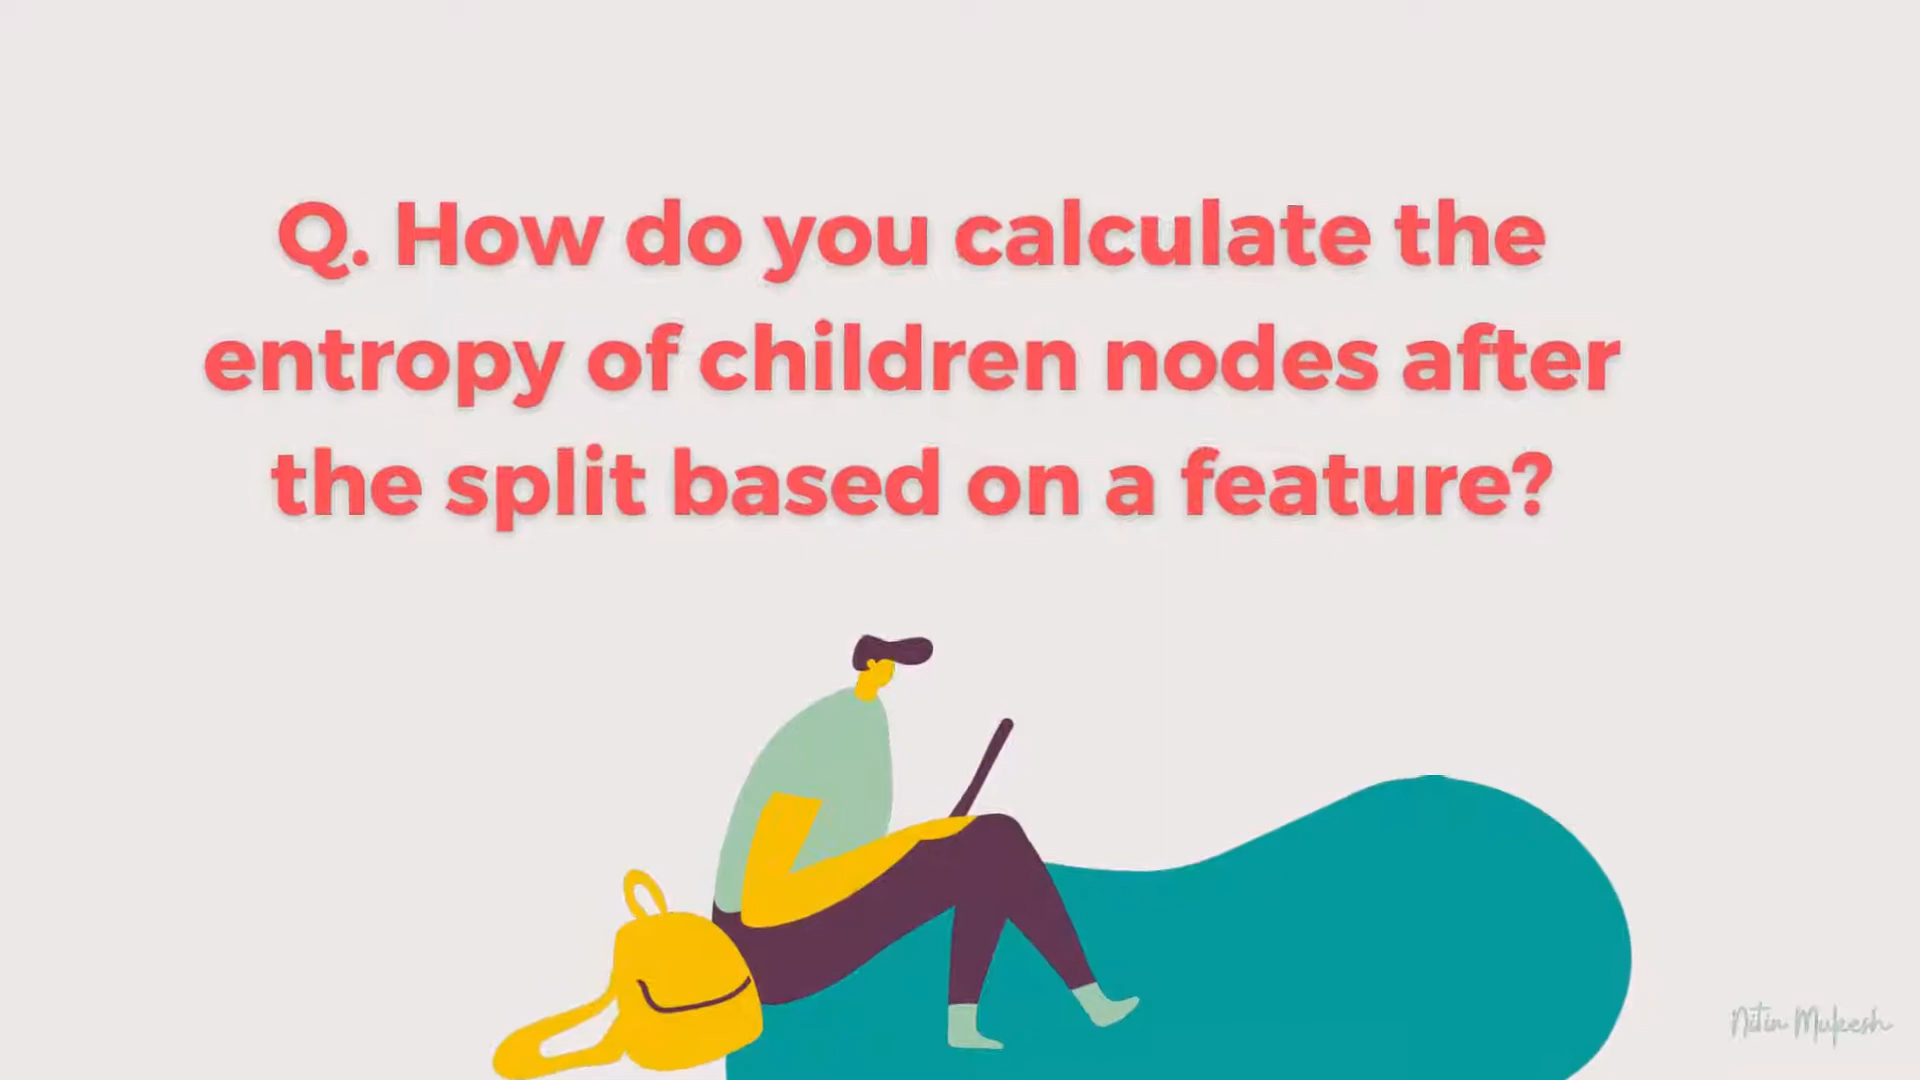 Q. How do you calculate the
entropy of children nodes after
the split based on a feature?
Nitin Mukesh